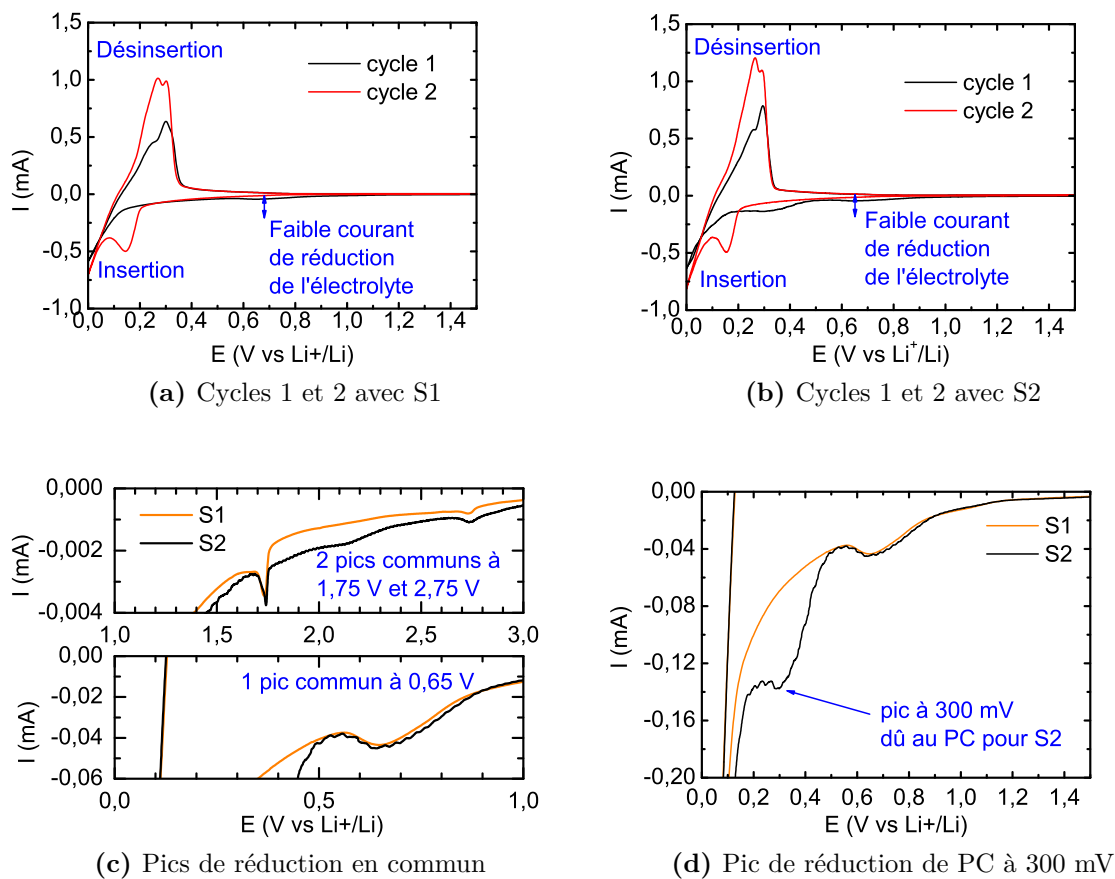 1,5
1,0
0,5
0,0
-0,5
-1,0
I (mA)
Désinsertion
cycle 1
cycle 2
Faible courant
de réduction
de l'électrolyte
Insertion
0,0 0,2 0,4 0,6 0,8 1,0 1,2 1,4
E (V vs Li+/Li)
(a) Cycles 1 et 2 avec S1
1,5
1,0
0,5
0,0
-0,5
-1,0
I (mA)
Désinsertion
cycle 1
cycle 2
Faible courant
de réduction
de l'électrolyte
Insertion
0,0 0,2 0,4 0,6 0,8 1,0 1,2 1,4
E (V vs Li⁺/Li)
(b) Cycles 1 et 2 avec S2
0,000
-0,002
-0,004
I (mA)
S1
S2
2 pics communs à
1,75 V et 2,75 V
1,0 1,5 2,0 2,5 3,0
0,00
-0,02
-0,04
-0,06
I (mA)
1 pic commun à 0,65 V
0,0 0,5 1,0
E (V vs Li+/Li)
(c) Pics de réduction en commun
0,00
-0,04
-0,08
-0,12
-0,16
-0,20
I (mA)
S1
S2
pic à 300 mV
dû au PC pour S2
0,0 0,2 0,4 0,6 0,8 1,0 1,2 1,4
E (V vs Li+/Li)
(d) Pic de réduction de PC à 300 mV